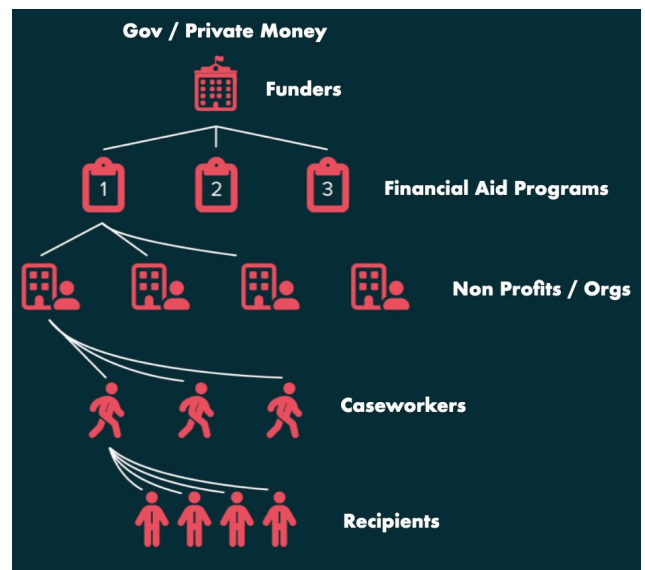 Gov / Private Money
Funders
1 2 3 Financial Aid Programs
Non Profits / Orgs
Caseworkers
Recipients